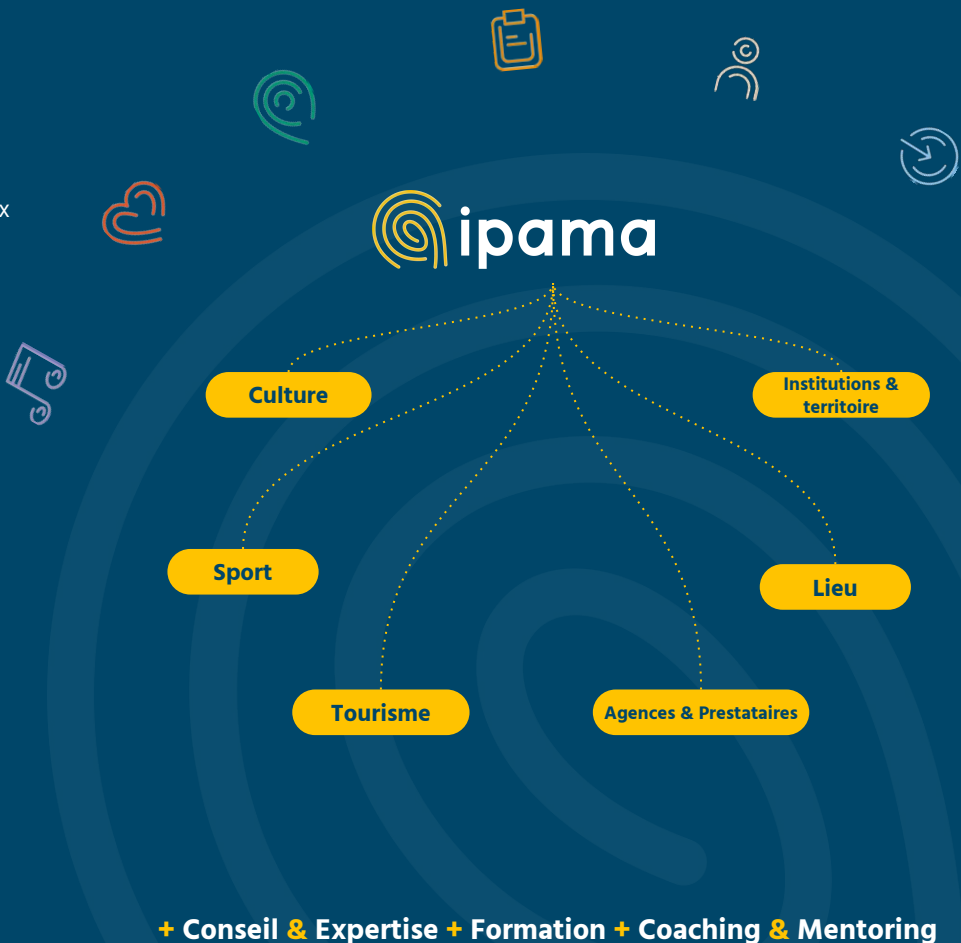 x
ipama
Culture
Institutions &
territoire
Sport
Lieu
Tourisme
Agences & Prestataires
+ Conseil & Expertise + Formation + Coaching & Mentoring